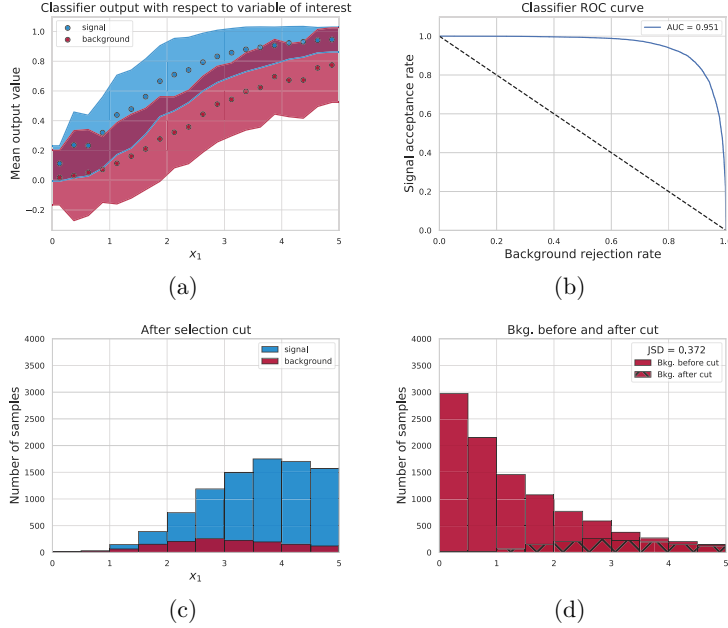 Classifier output with respect to variable of interest
signal
background
Mean output value
1.0
0.8
0.6
0.4
0.2
0.0
−0.2
0 1 2 3 4 5
x₁
(a)
Classifier ROC curve
AUC = 0.951
Signal acceptance rate
1.0
0.8
0.6
0.4
0.2
0.0
0.0 0.2 0.4 0.6 0.8 1.0
Background rejection rate
(b)
After selection cut
signal
background
Number of samples
4000
3500
3000
2500
2000
1500
1000
500
0
0 1 2 3 4 5
x₁
(c)
Bkg. before and after cut
JSD = 0,372
Bkg. before cut
Bkg. after cut
Number of samples
4000
3500
3000
2500
2000
1500
1000
500
0
0 1 2 3 4 5
(d)